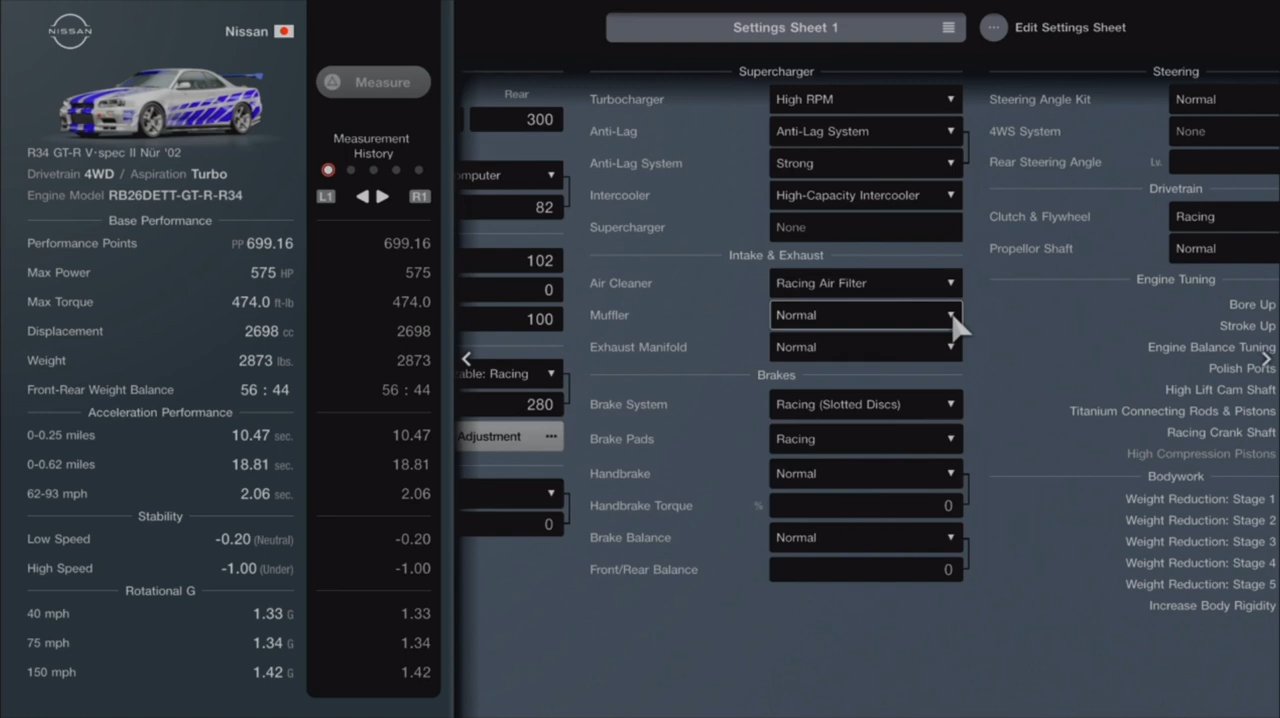 NISSAN
Nissan
R34 GT-R V·spec II Nür '02
Drivetrain 4WD / Aspiration Turbo
Engine Model RB26DETT-GT-R-R34
Base Performance
Performance Points PP 699.16
Max Power 575 HP
Max Torque 474.0 ft-lb
Displacement 2698 cc
Weight 2873 lbs.
Front-Rear Weight Balance 56 : 44
Acceleration Performance
0-0.25 miles 10.47 sec.
0-0.62 miles 18.81 sec.
62-93 mph 2.06 sec.
Stability
Low Speed -0.20 (Neutral)
High Speed -1.00 (Under)
Rotational G
40 mph 1.33 G
75 mph 1.34 G
150 mph 1.42 G
Measure
Measurement
History
L1 R1
699.16
575
474.0
2698
2873
56 : 44
10.47
18.81
2.06
-0.20
-1.00
1.33
1.34
1.42
Settings Sheet 1
Edit Settings Sheet
Rear
300
mputer
82
102
0
100
able: Racing
280
Adjustment
0
Supercharger
Turbocharger High RPM
Anti-Lag Anti-Lag System
Anti-Lag System Strong
Intercooler High-Capacity Intercooler
Supercharger None
Intake & Exhaust
Air Cleaner Racing Air Filter
Muffler Normal
Exhaust Manifold Normal
Brakes
Brake System Racing (Slotted Discs)
Brake Pads Racing
Handbrake Normal
Handbrake Torque % 0
Brake Balance Normal
Front/Rear Balance 0
Steering
Steering Angle Kit Normal
4WS System None
Rear Steering Angle Lv.
Drivetrain
Clutch & Flywheel Racing
Propellor Shaft Normal
Engine Tuning
Bore Up
Stroke Up
Engine Balance Tuning
Polish Ports
High Lift Cam Shaft
Titanium Connecting Rods & Pistons
Racing Crank Shaft
High Compression Pistons
Bodywork
Weight Reduction: Stage 1
Weight Reduction: Stage 2
Weight Reduction: Stage 3
Weight Reduction: Stage 4
Weight Reduction: Stage 5
Increase Body Rigidity